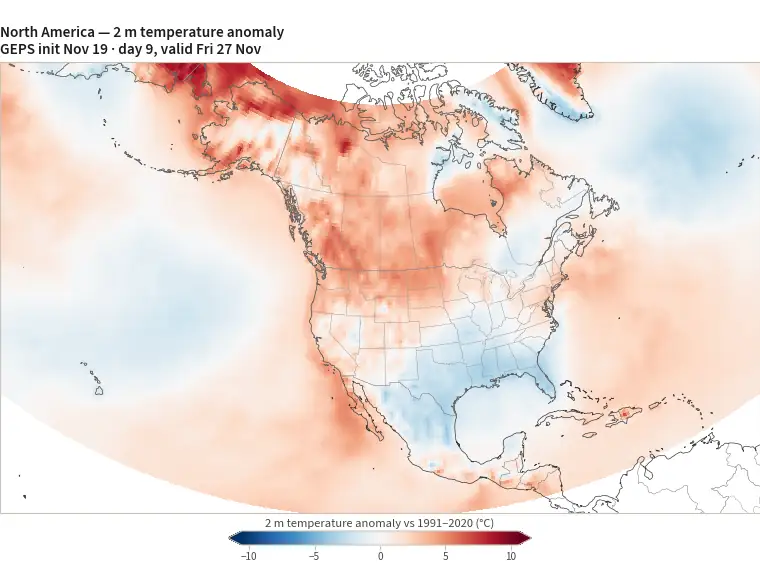 North America — 2 m temperature anomaly
GEPS init Nov 19 · day 9, valid Fri 27 Nov
2 m temperature anomaly vs 1991–2020 (°C)
−10 −5 0 5 10